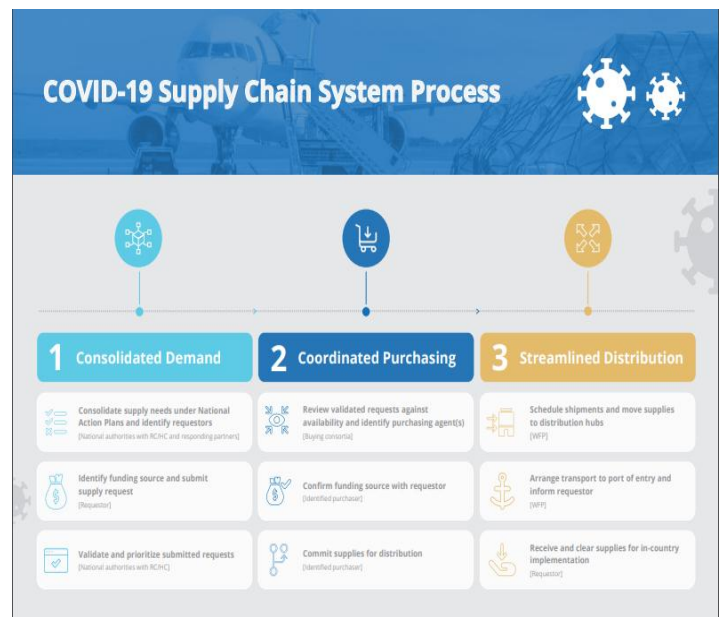 COVID-19 Supply Chain System Process
1 Consolidated Demand
Consolidate supply needs under National
Action Plans and identify requestors
[National authorities with RC/HC and responding partners]
Identify funding source and submit
supply request
[Requestor]
Validate and prioritize submitted requests
[National authorities with RC/HC]
2 Coordinated Purchasing
Review validated requests against
availability and identify purchasing agent(s)
[Buying consortia]
Confirm funding source with requestor
[Identified purchaser]
Commit supplies for distribution
[Identified purchaser]
3 Streamlined Distribution
Schedule shipments and move supplies
to distribution hubs
[WFP]
Arrange transport to port of entry and
inform requestor
[WFP]
Receive and clear supplies for in-country
implementation
[Requestor]